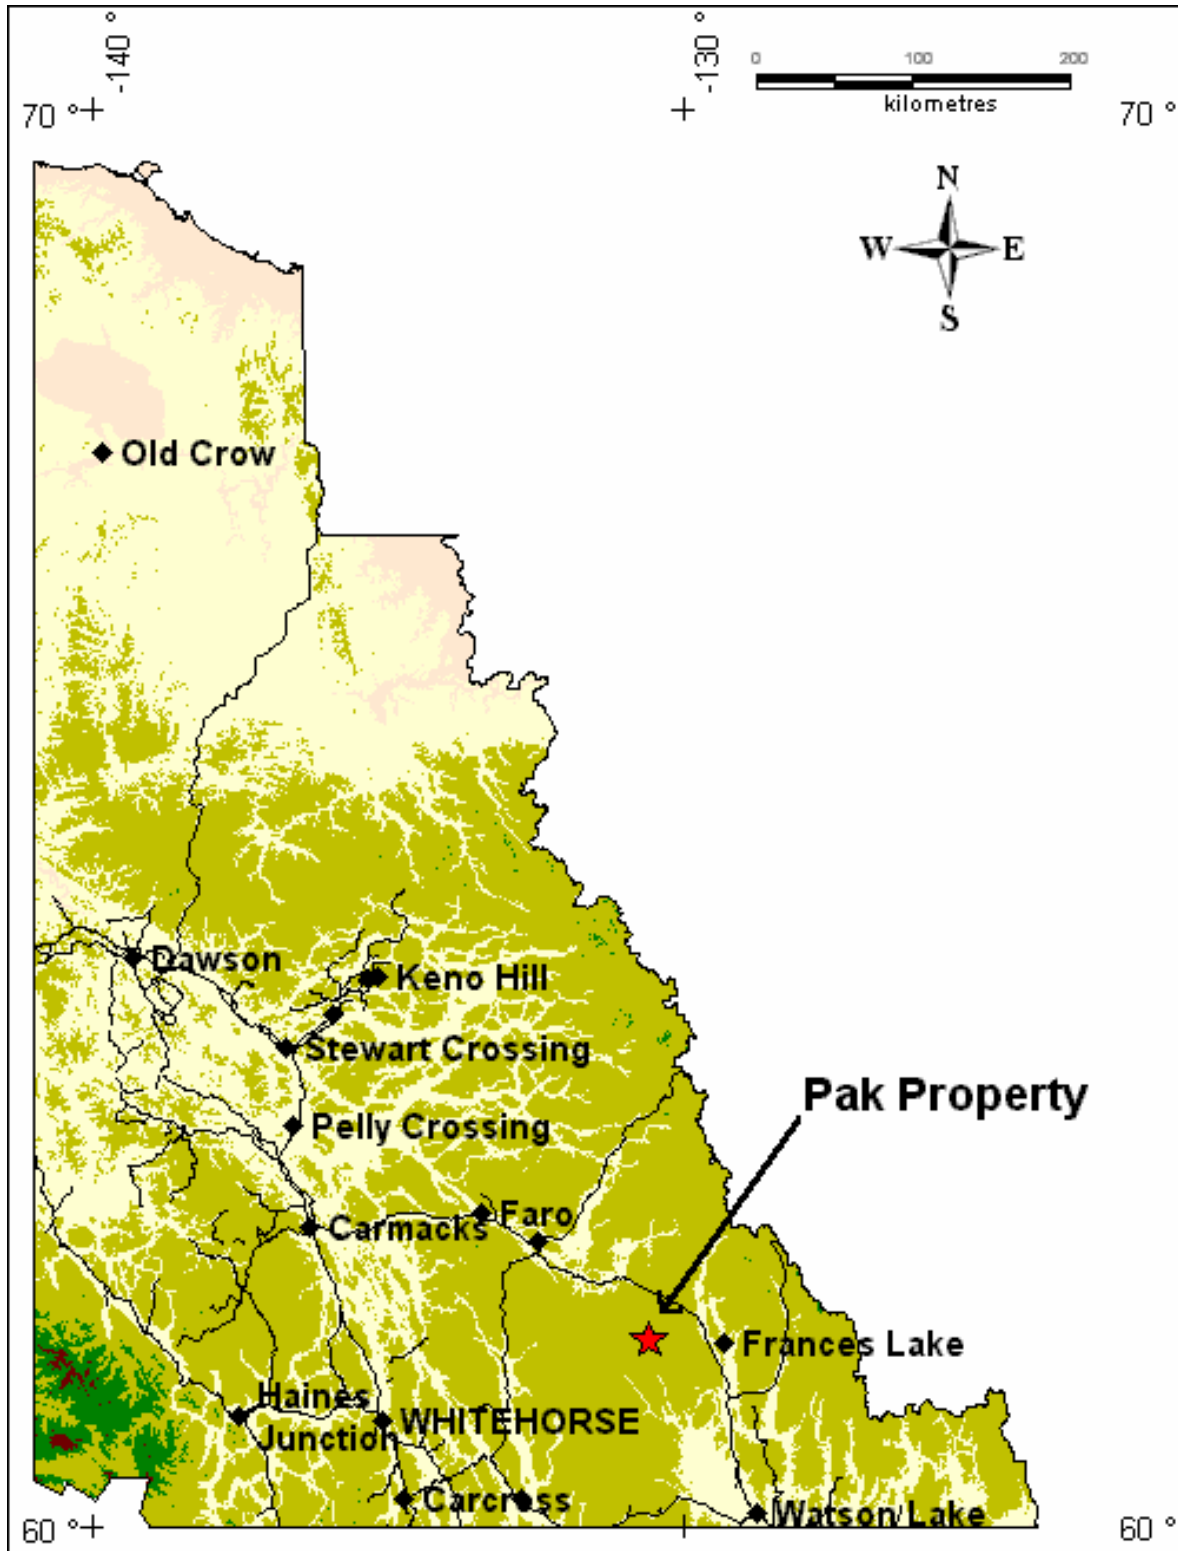 -140 °
-130 °
0 100 200
kilometres
70 °
70 °
N
W E
S
Old Crow
Dawson
Keno Hill
Stewart Crossing
Pak Property
Pelly Crossing
Faro
Carmacks
Frances Lake
Haines
Junction
WHITEHORSE
Carcross
Watson Lake
60 °
60 °